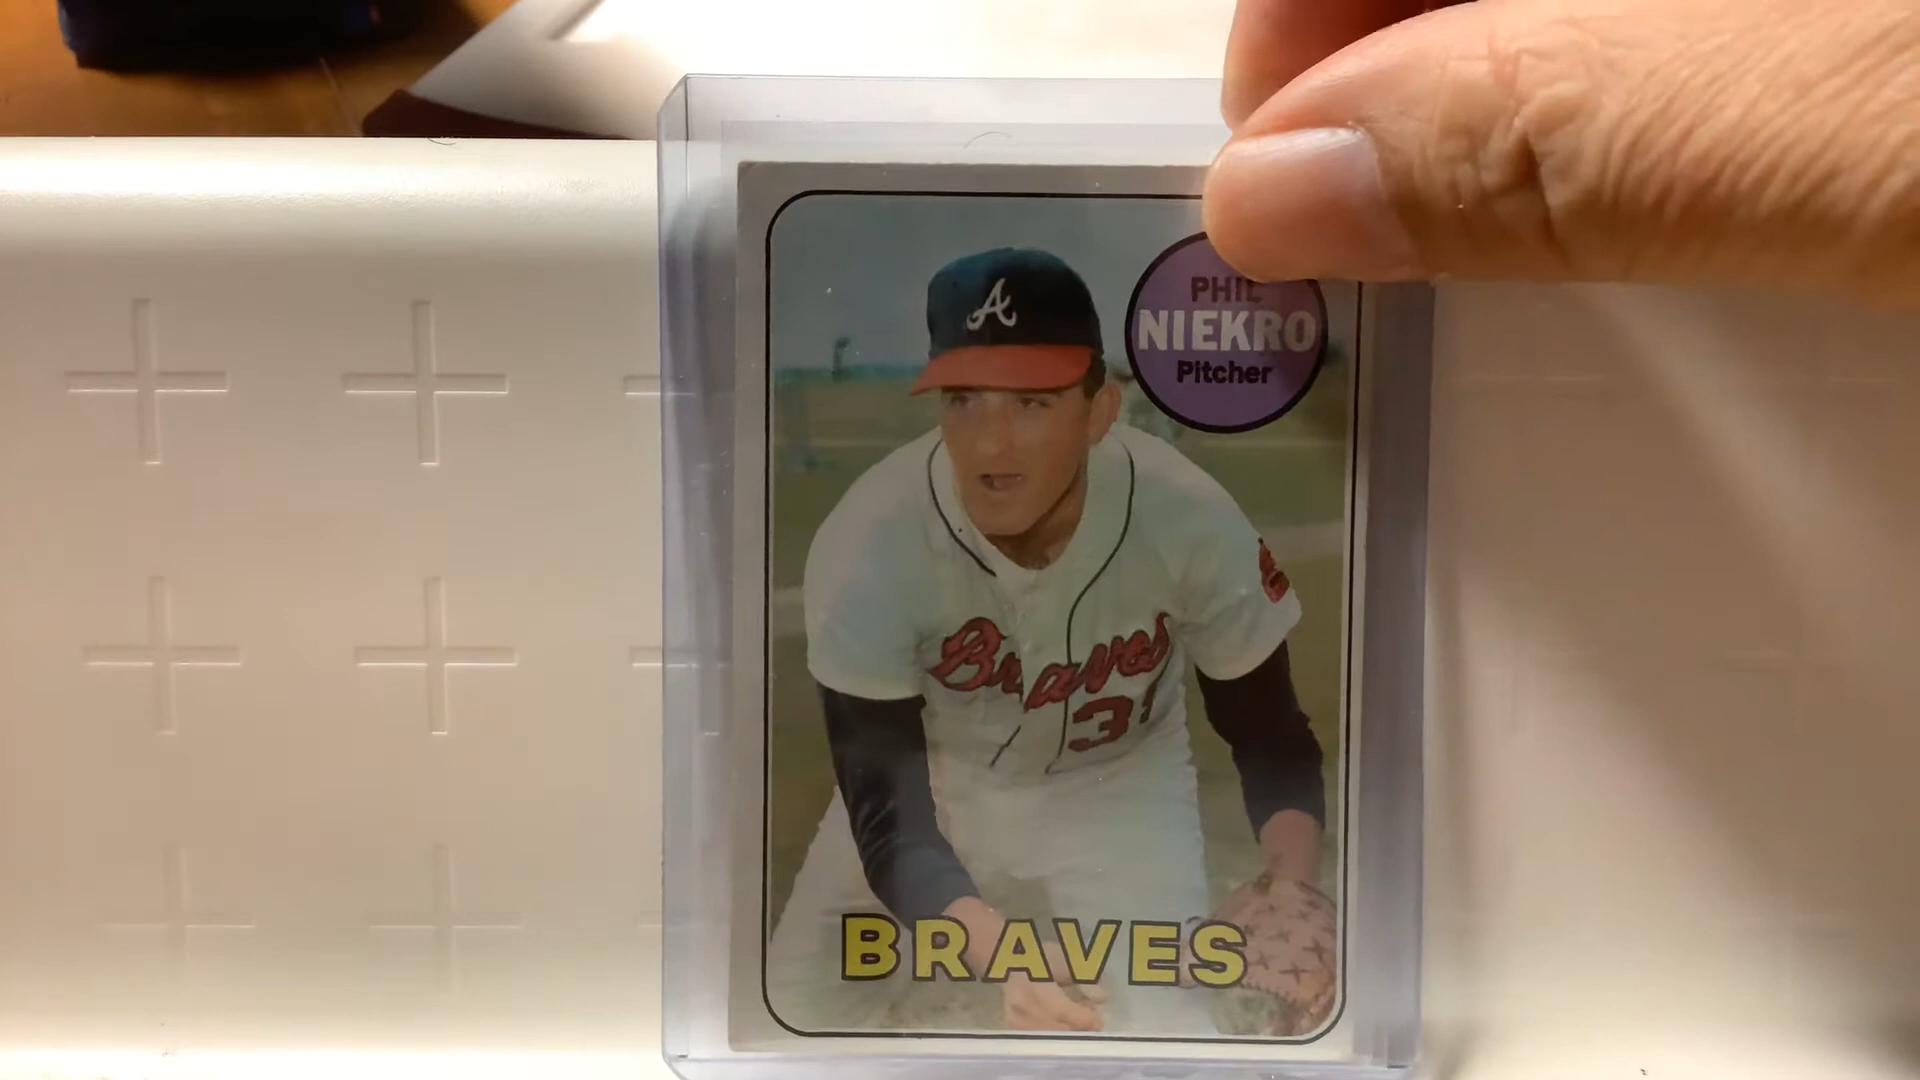 A
PHIL
NIEKRO
Pitcher
Braves
BRAVES